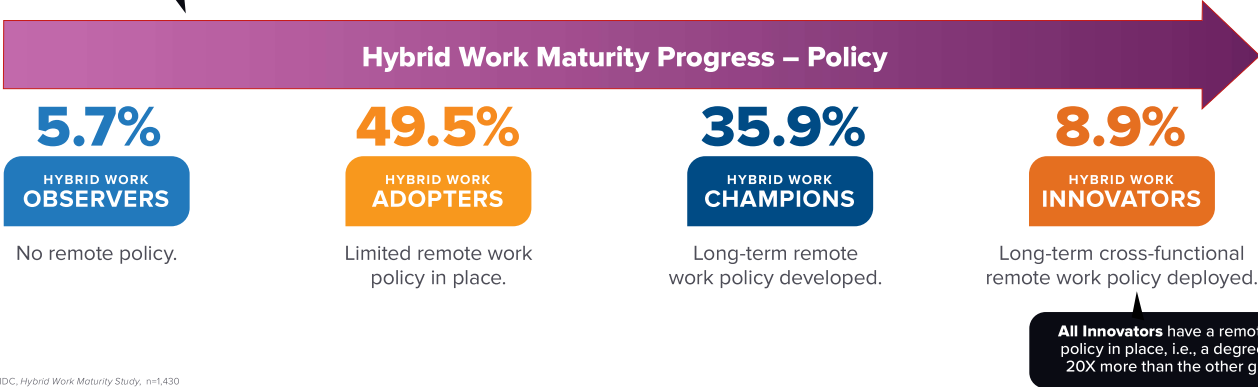 Hybrid Work Maturity Progress – Policy
5.7%
HYBRID WORK
OBSERVERS
No remote policy.
49.5%
HYBRID WORK
ADOPTERS
Limited remote work
policy in place.
35.9%
HYBRID WORK
CHAMPIONS
Long-term remote
work policy developed.
8.9%
HYBRID WORK
INNOVATORS
Long-term cross-functional
remote work policy deployed.
All Innovators have a
policy in place, i.e., a
20X more than the other
IDC, Hybrid Work Maturity Study, n=1,430